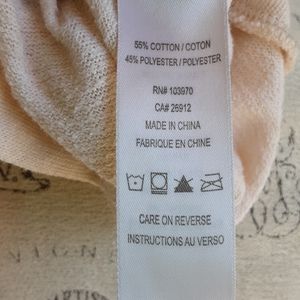 55% COTTON / COTON
45% POLYESTER / POLYESTER
RN# 103970
CA# 26912
MADE IN CHINA
FABRIQUE EN CHINE
CARE ON REVERSE
INSTRUCTIONS AU VERSO
ARTIS